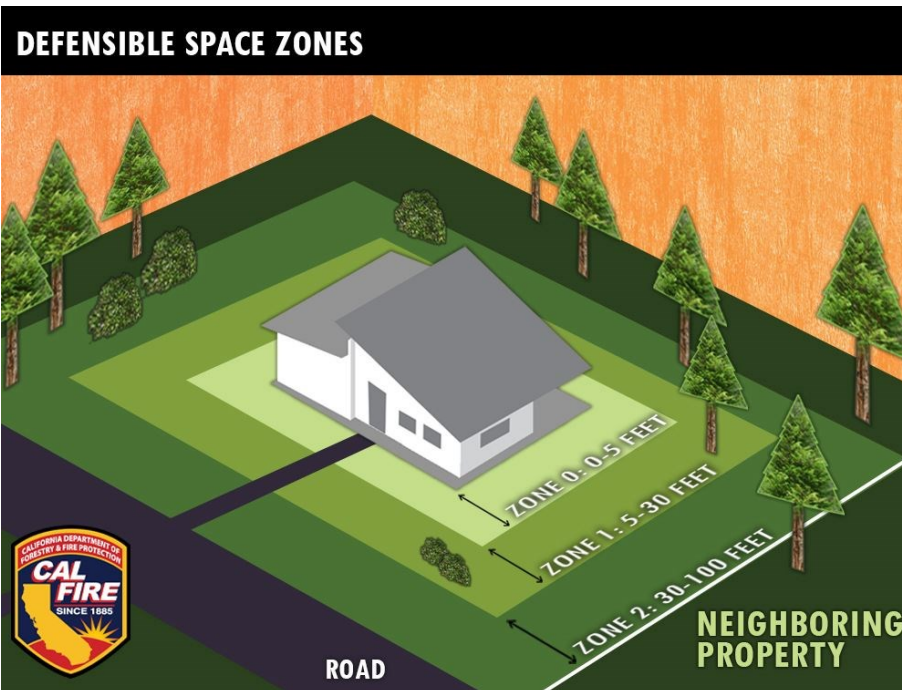 DEFENSIBLE SPACE ZONES
ZONE 0: 0-5 FEET
ZONE 1: 5-30 FEET
ZONE 2: 30-100 FEET
NEIGHBORING
PROPERTY
ROAD
CALIFORNIA DEPARTMENT OF
FORESTRY & FIRE PROTECTION
CAL
FIRE
SINCE 1885